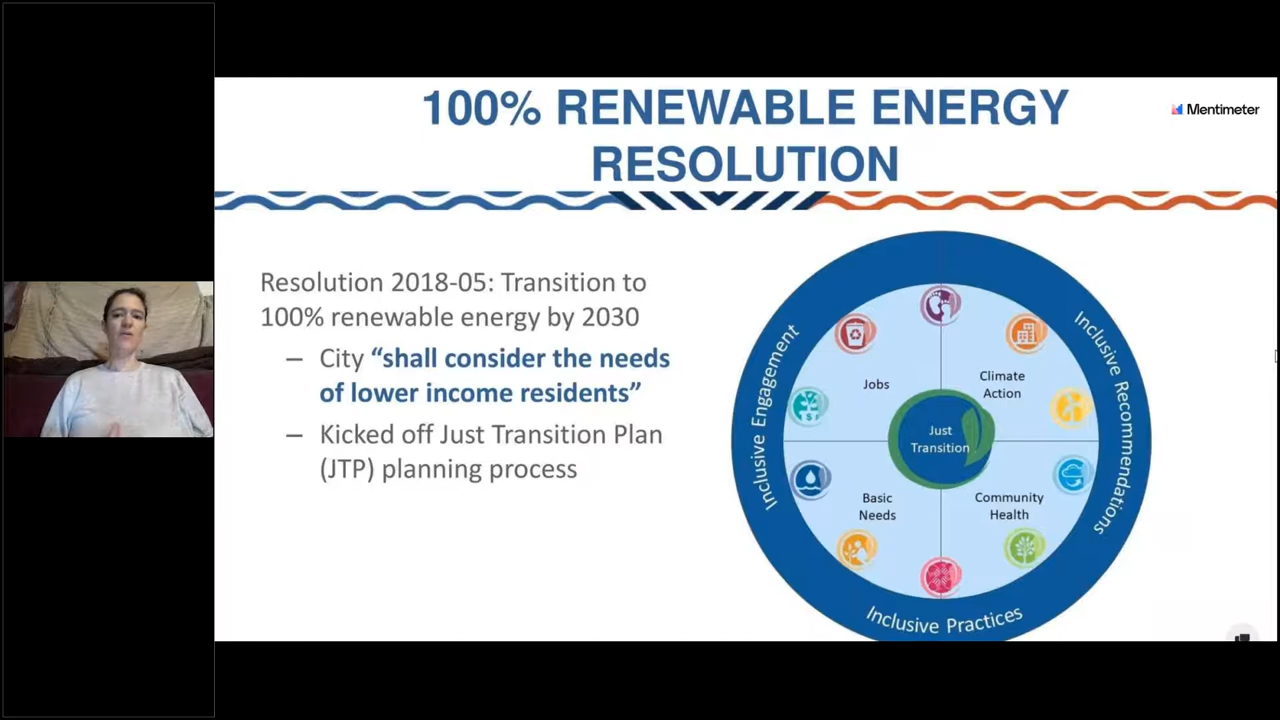 100% RENEWABLE ENERGY
RESOLUTION
Mentimeter
Resolution 2018-05: Transition to
100% renewable energy by 2030
– City “shall consider the needs
of lower income residents”
– Kicked off Just Transition Plan
(JTP) planning process
Inclusive Engagement
Inclusive Recommendations
Inclusive Practices
Jobs
Climate
Action
Just
Transition
Basic
Needs
Community
Health